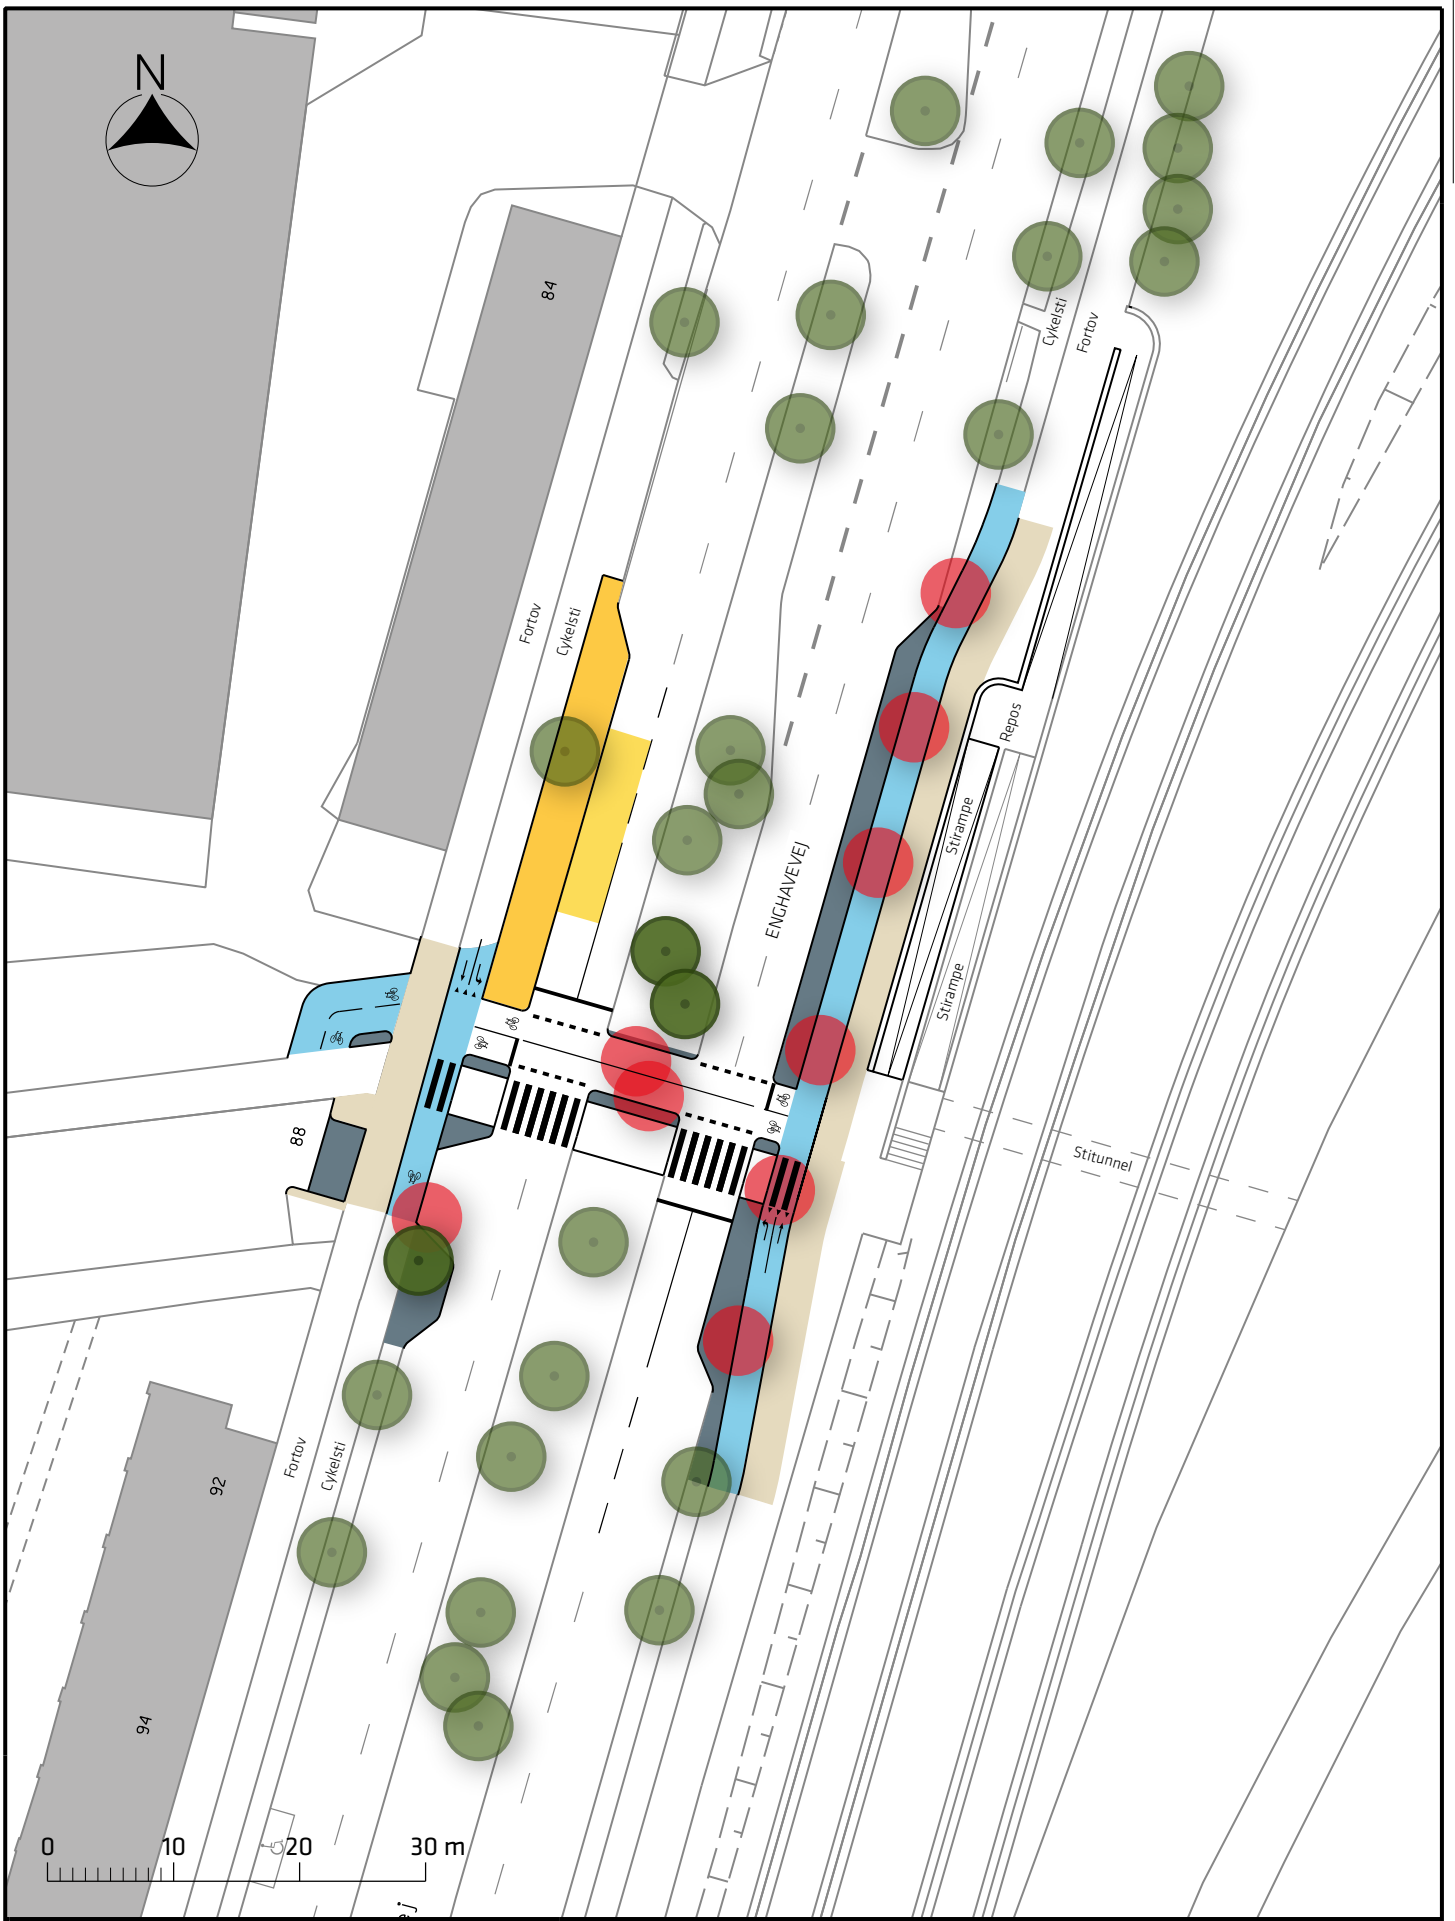 N
84
Cykelsti
Fortov
Fortov
Cykelsti
Repos
Stirampe
ENGHAVEVEJ
Stirampe
88
Stitunnel
Fortov
Cykelsti
92
94
0 10 20 30 m
ej